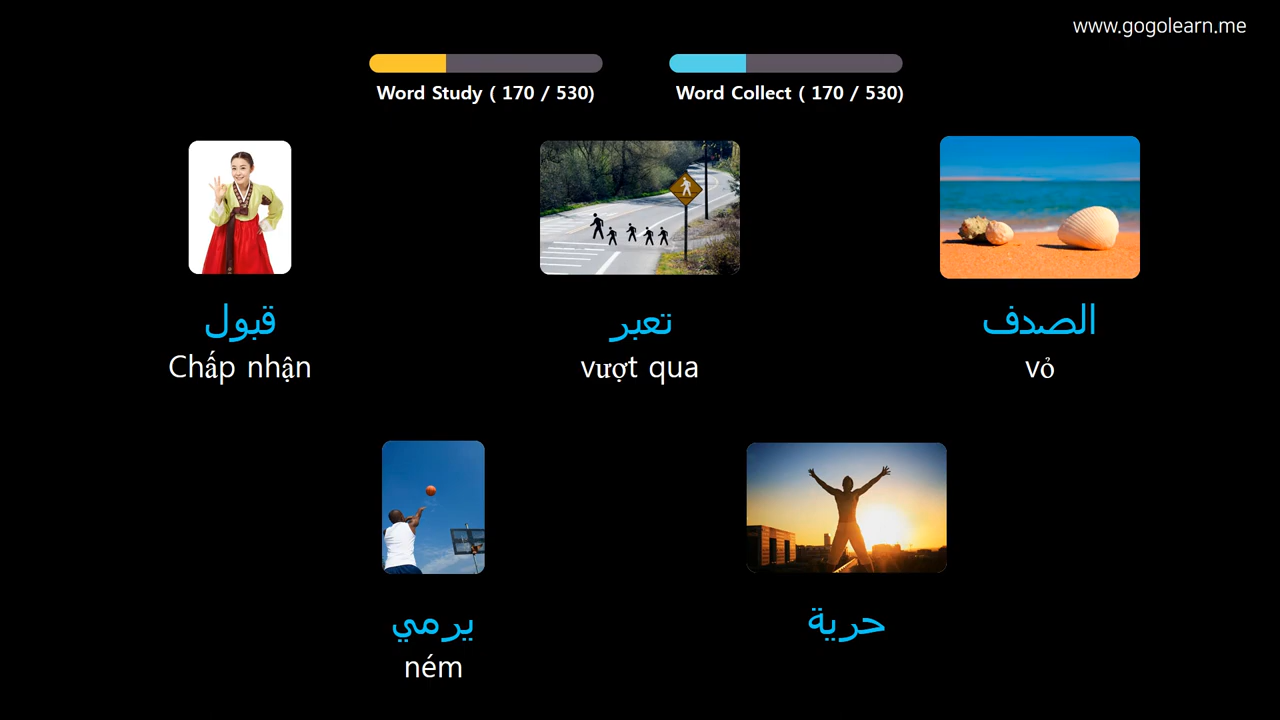 www.gogolearn.me
Word Study ( 170 / 530)
Word Collect ( 170 / 530)
قبول
Chấp nhận
تعبر
vượt qua
الصدف
vỏ
يرمي
ném
حرية